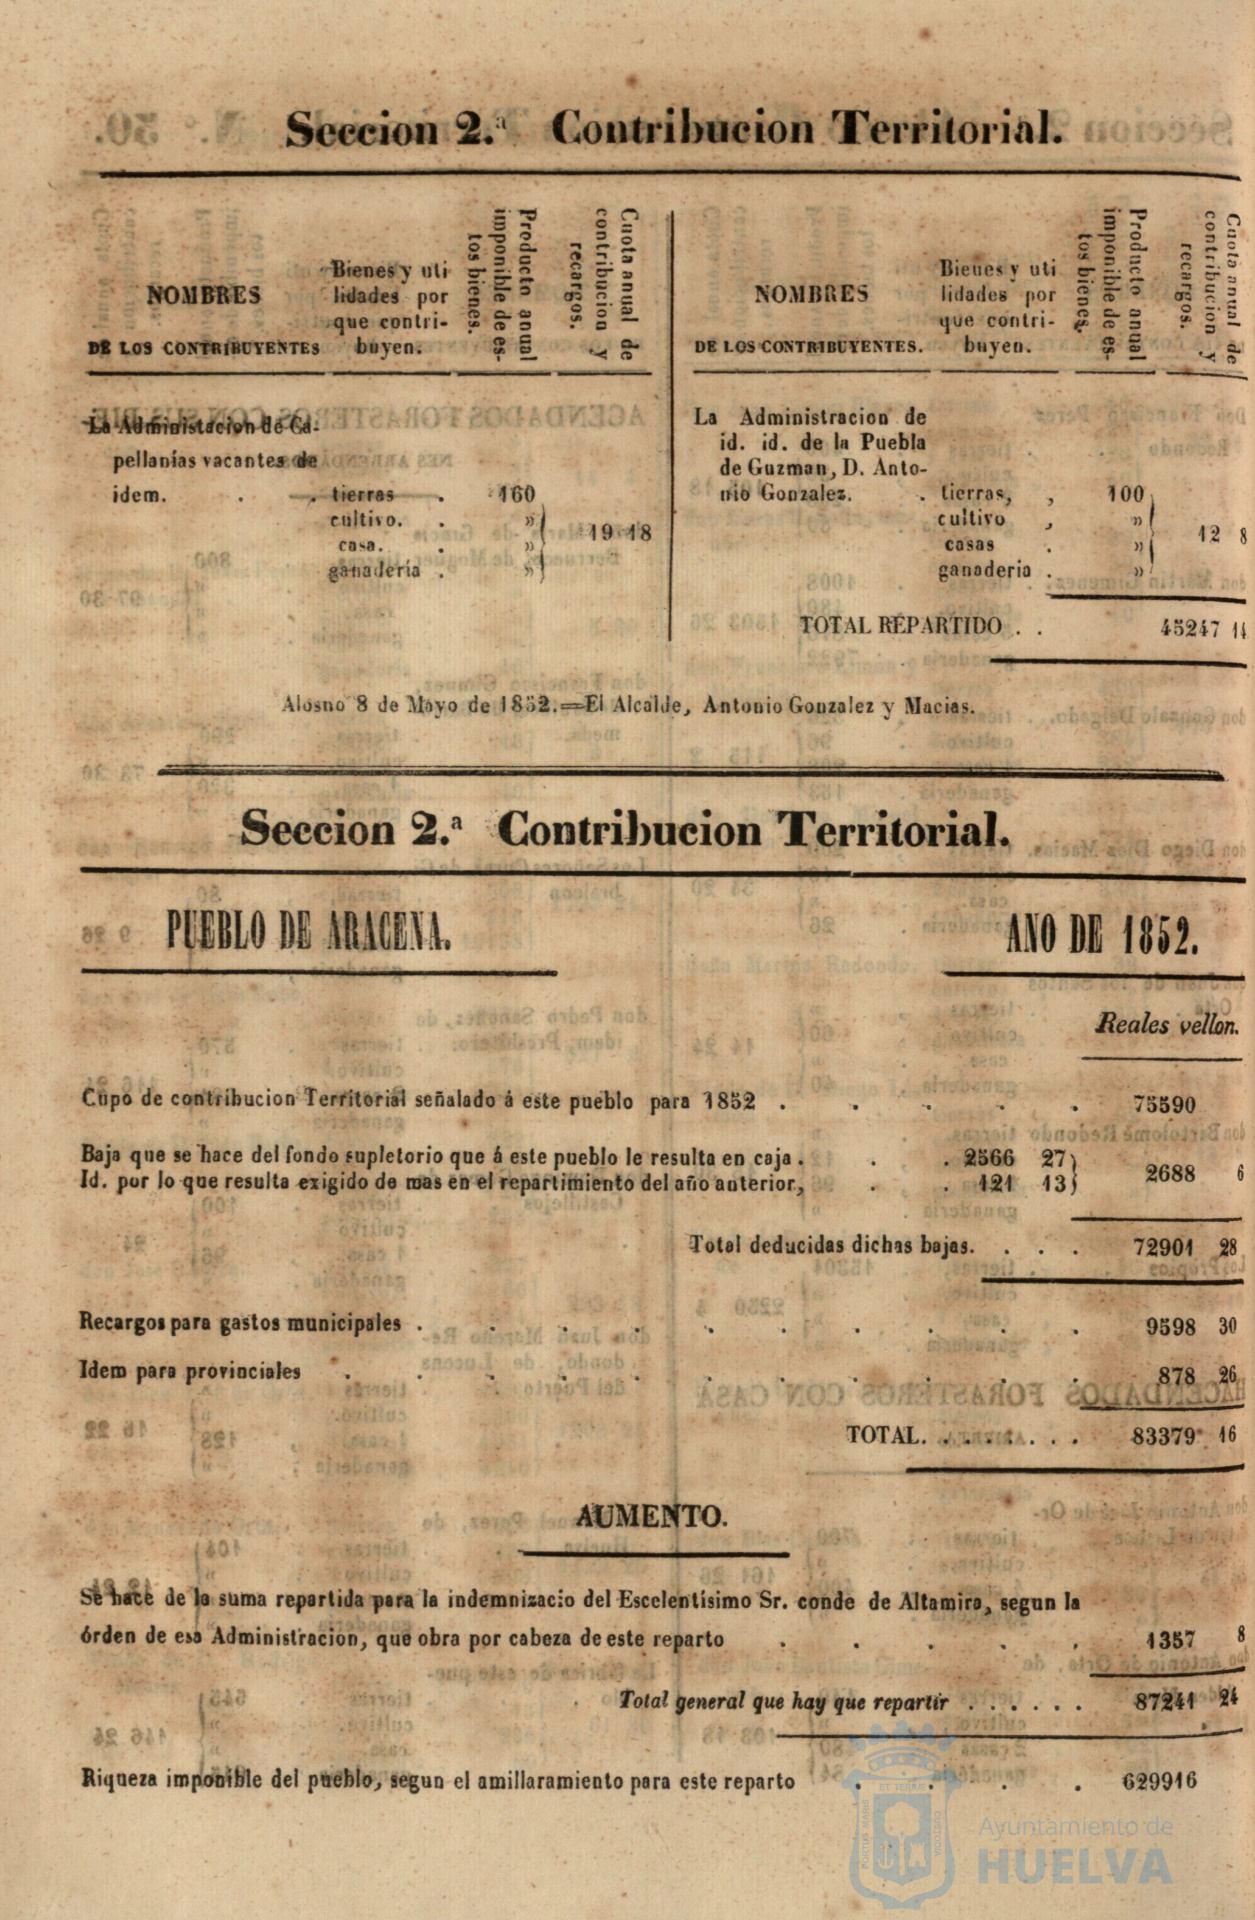 Seccion 2.ª Contribucion Territorial.
NOMBRES
DE LOS CONTRIBUYENTES
Bienes y uti
lidades por
que contri-
buyen.
Producto anual
imponible de es-
tos bienes.
Cuota anual de
contribucion y
recargos.
La Administacion de Ca-
pellanías vacantes de
idem. . . tierras . 160
cultivo. . »
casa. . » 19 18
ganadería . »
NOMBRES
DE LOS CONTRIBUYENTES.
Bienes y uti
lidades por
que contri-
buyen.
Producto anual
imponible de es-
tos bienes.
Cuota anual de
contribucion y
recargos.
La Administracion de
id. id. de la Puebla
de Guzman, D. Anto-
nio Gonzalez. . tierras, , 100
cultivo , »
casas . » 12 8
ganaderia . »
TOTAL REPARTIDO . . 45247 14
Alosno 8 de Mayo de 1852.=El Alcalde, Antonio Gonzalez y Macias.
Seccion 2.ª Contribucion Territorial.
PUEBLO DE ARACENA. ANO DE 1852.
Reales vellon.
Cupo de contribucion Territorial señalado á este pueblo para 1852 . . . . . 75590
Baja que se hace del fondo supletorio que á este pueblo le resulta en caja . . . 2566 27
Id. por lo que resulta exigido de mas en el repartimiento del año anterior, . . 121 13
2688 6
Total deducidas dichas bajas. . . . 72901 28
Recargos para gastos municipales . . . . . . . . . . 9598 30
Idem para provinciales . . . . . . . . . . . 878 26
TOTAL. . . . . . . . 83379 16
AUMENTO.
Se hace de la suma repartida para la indemnizacio del Escelentísimo Sr. conde de Altamira, segun la
órden de esa Administracion, que obra por cabeza de este reparto . . . . . 1357 8
Total general que hay que repartir . . . . . . 87241 24
Riqueza imponible del pueblo, segun el amillaramiento para este reparto . . . . 629916
Ayuntamiento de
HUELVA